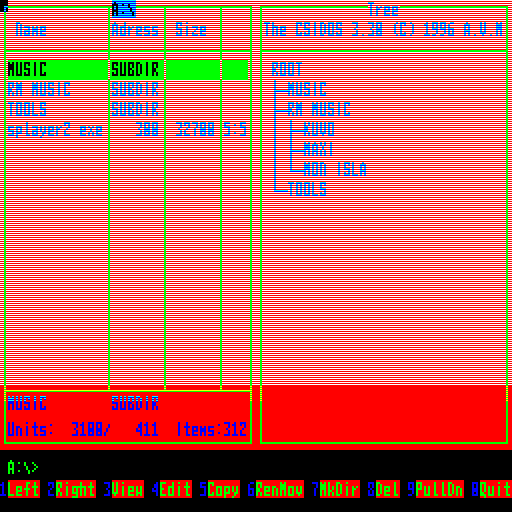 A:\
Tree
Name Adress Size
The CSIDOS 3.30 (C) 1996 A.V.M
MUSIC SUBDIR
RM MUSIC SUBDIR
TOOLS SUBDIR
splayer2 exe 300 32700 5:5
ROOT
MUSIC
RM MUSIC
KUVO
MAXI
MON ISLA
TOOLS
MUSIC SUBDIR
Units: 3100/ 411 Items:312
A:\>
1Left 2Right 3View 4Edit 5Copy 6RenMov 7MkDir 8Del 9PullDn 0Quit